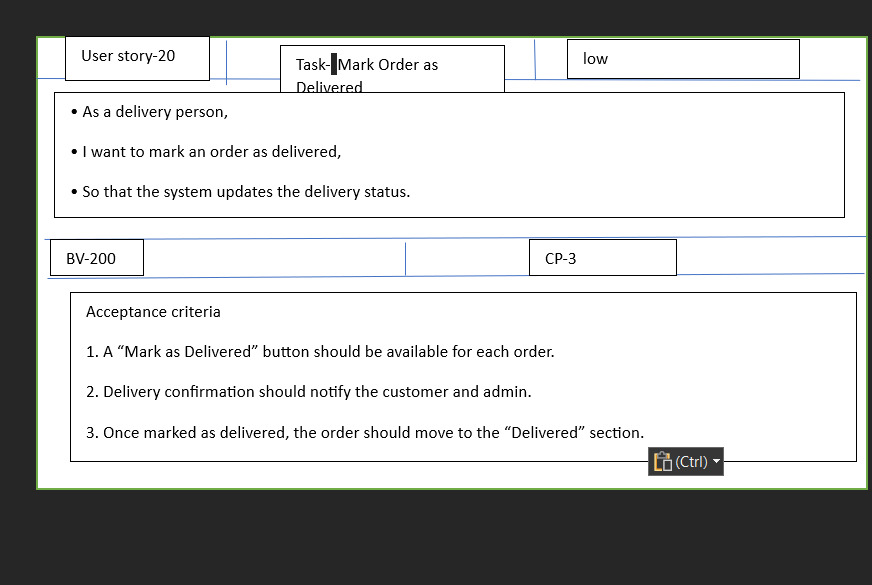 User story-20
Task- Mark Order as
Delivered
low
• As a delivery person,
• I want to mark an order as delivered,
• So that the system updates the delivery status.
BV-200
CP-3
Acceptance criteria
1. A “Mark as Delivered” button should be available for each order.
2. Delivery confirmation should notify the customer and admin.
3. Once marked as delivered, the order should move to the “Delivered” section.
(Ctrl)